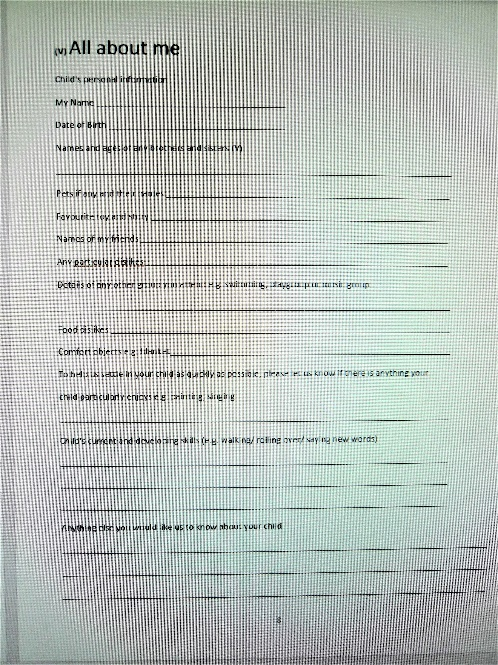 (V) All about me
Child's personal information
My Name
Date of Birth
Names and ages of any brothers and sisters (Y)
Pets if any and their names
Favourite toy and story
Names of my friends
Any particular dislikes
Details of any other group you attend e.g. swimming, playgroup or music group
Food dislikes
Comfort objects e.g. blanket
To help us settle in your child as quickly as possible, please let us know if there is anything your
child particularly enjoys e.g. painting, singing
Child's current and developing skills (e.g. walking/ rolling over/ saying new words)
Anything else you would like us to know about your child
8